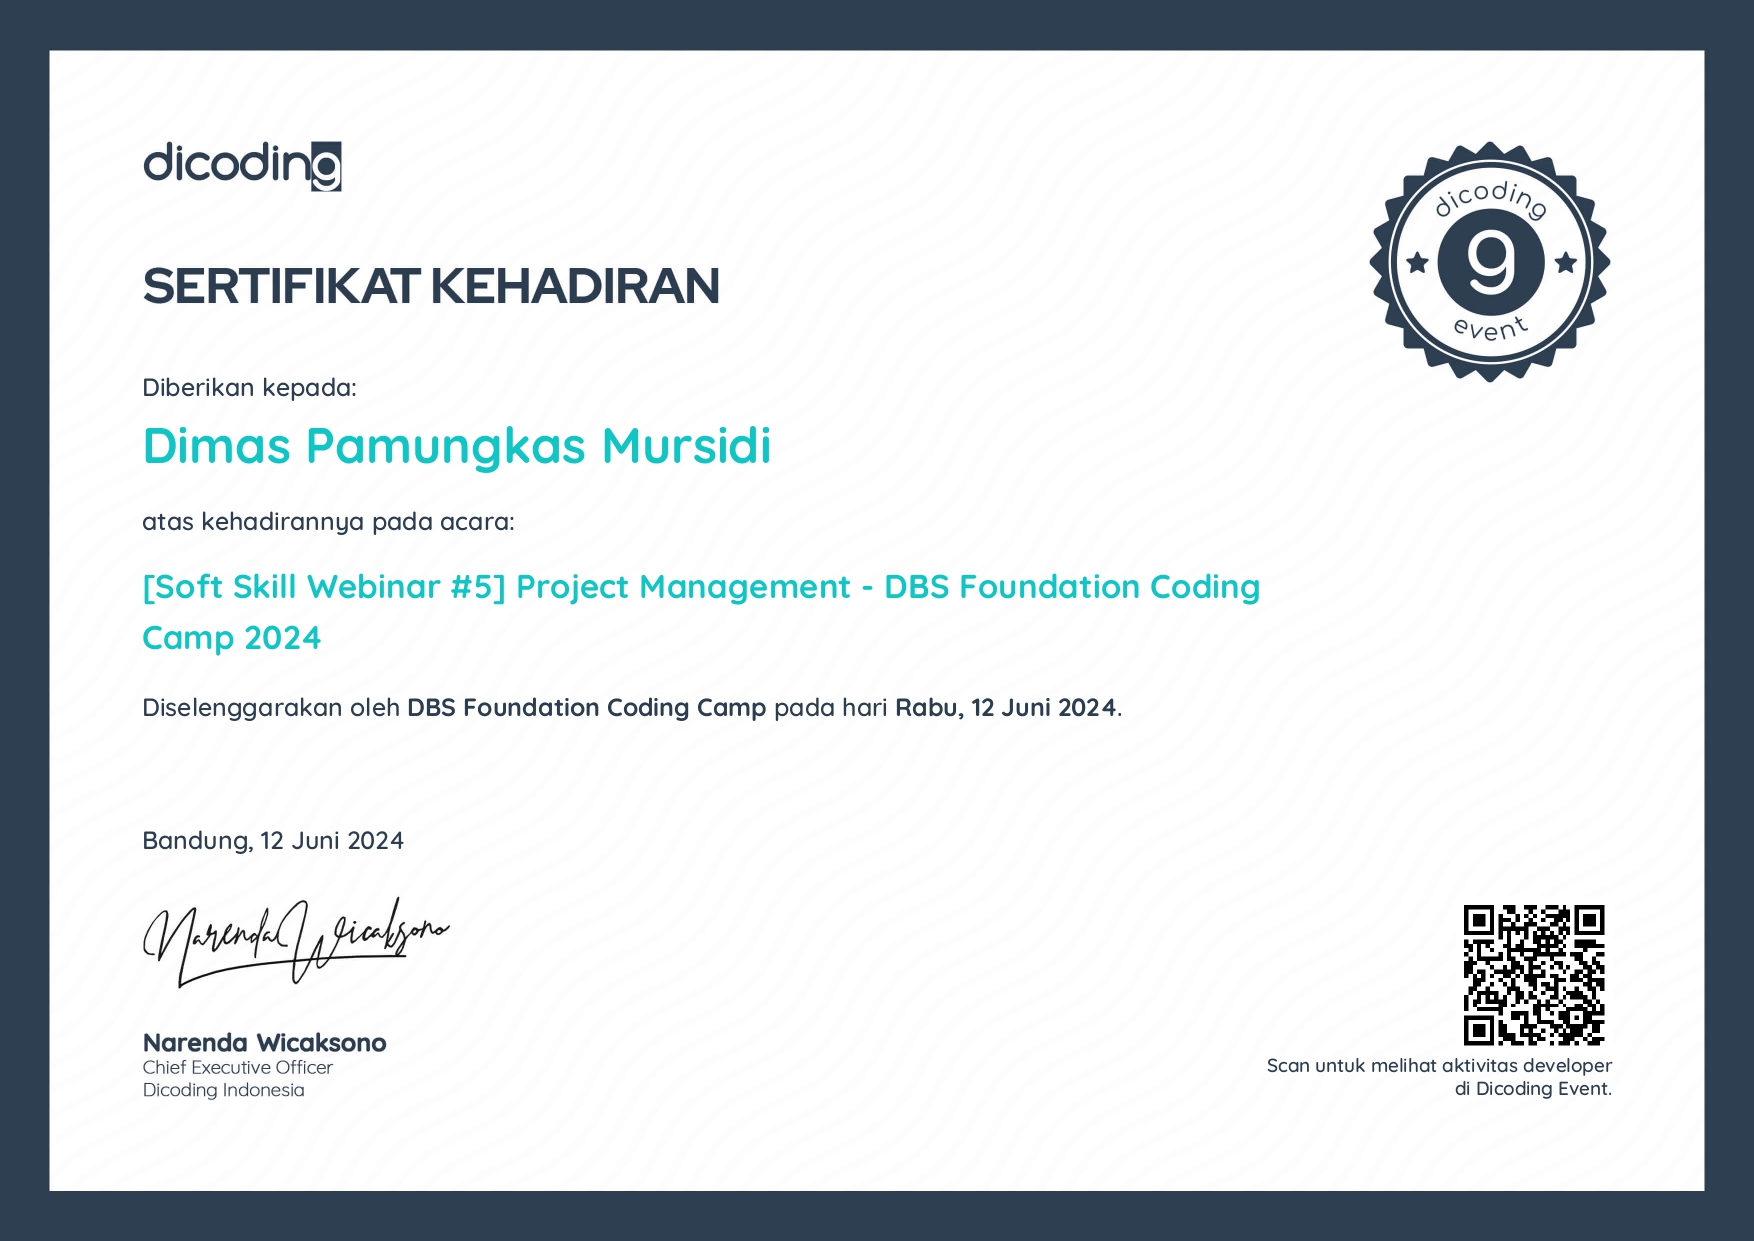 dicoding
SERTIFIKAT KEHADIRAN
dicoding
g
event
Diberikan kepada:
Dimas Pamungkas Mursidi
atas kehadirannya pada acara:
[Soft Skill Webinar #5] Project Management - DBS Foundation Coding
Camp 2024
Diselenggarakan oleh DBS Foundation Coding Camp pada hari Rabu, 12 Juni 2024.
Bandung, 12 Juni 2024
Narenda Wicaksono
Narenda Wicaksono
Chief Executive Officer
Dicoding Indonesia
Scan untuk melihat aktivitas developer
di Dicoding Event.